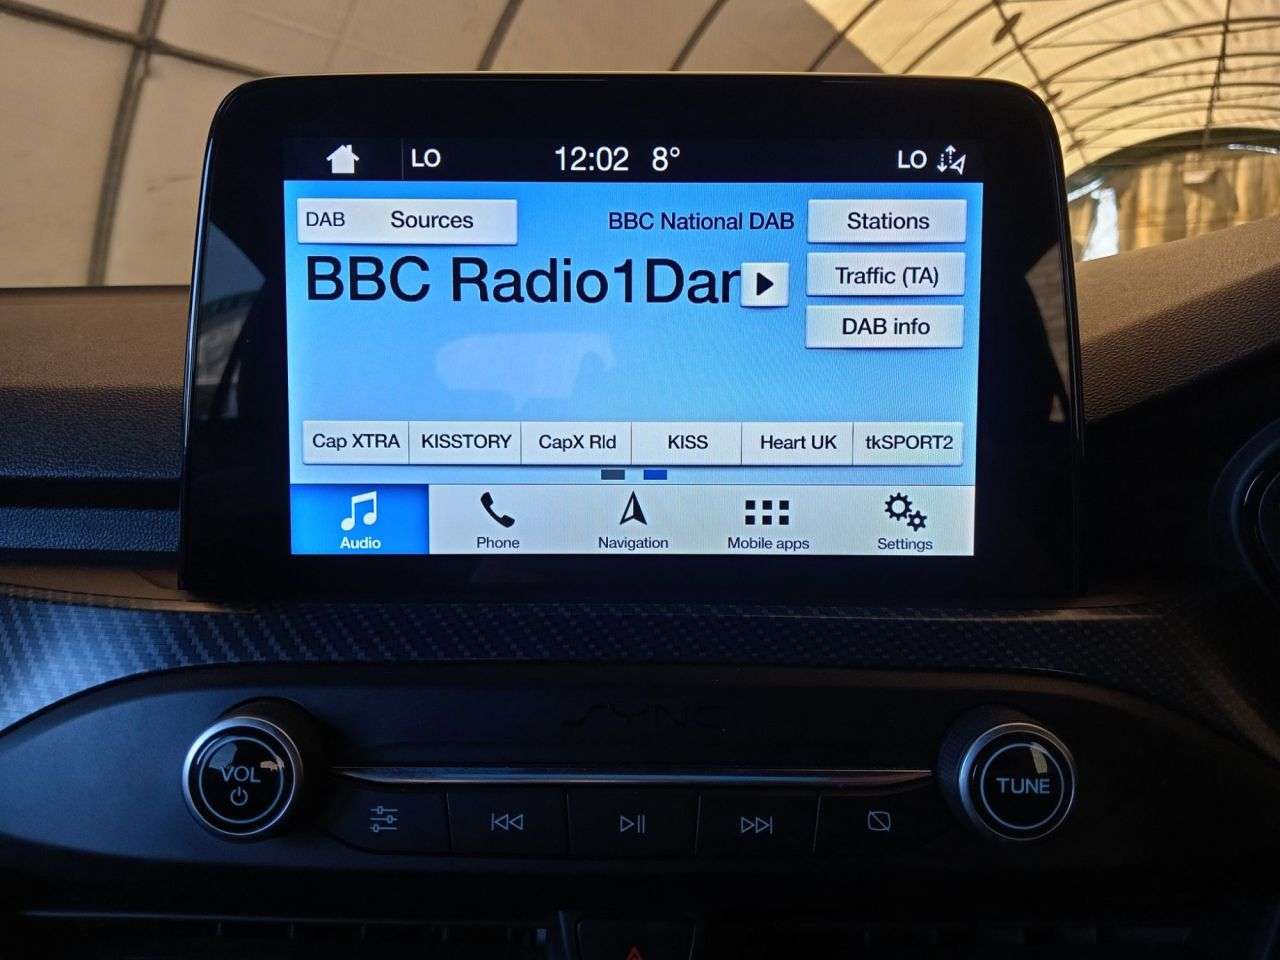 LO 12:02 8° LO
DAB Sources BBC National DAB Stations
BBC Radio1Dar
Traffic (TA)
DAB info
Cap XTRA KISSTORY CapX Rld KISS Heart UK tkSPORT2
Audio Phone Navigation Mobile apps Settings
SYNC
VOL TUNE